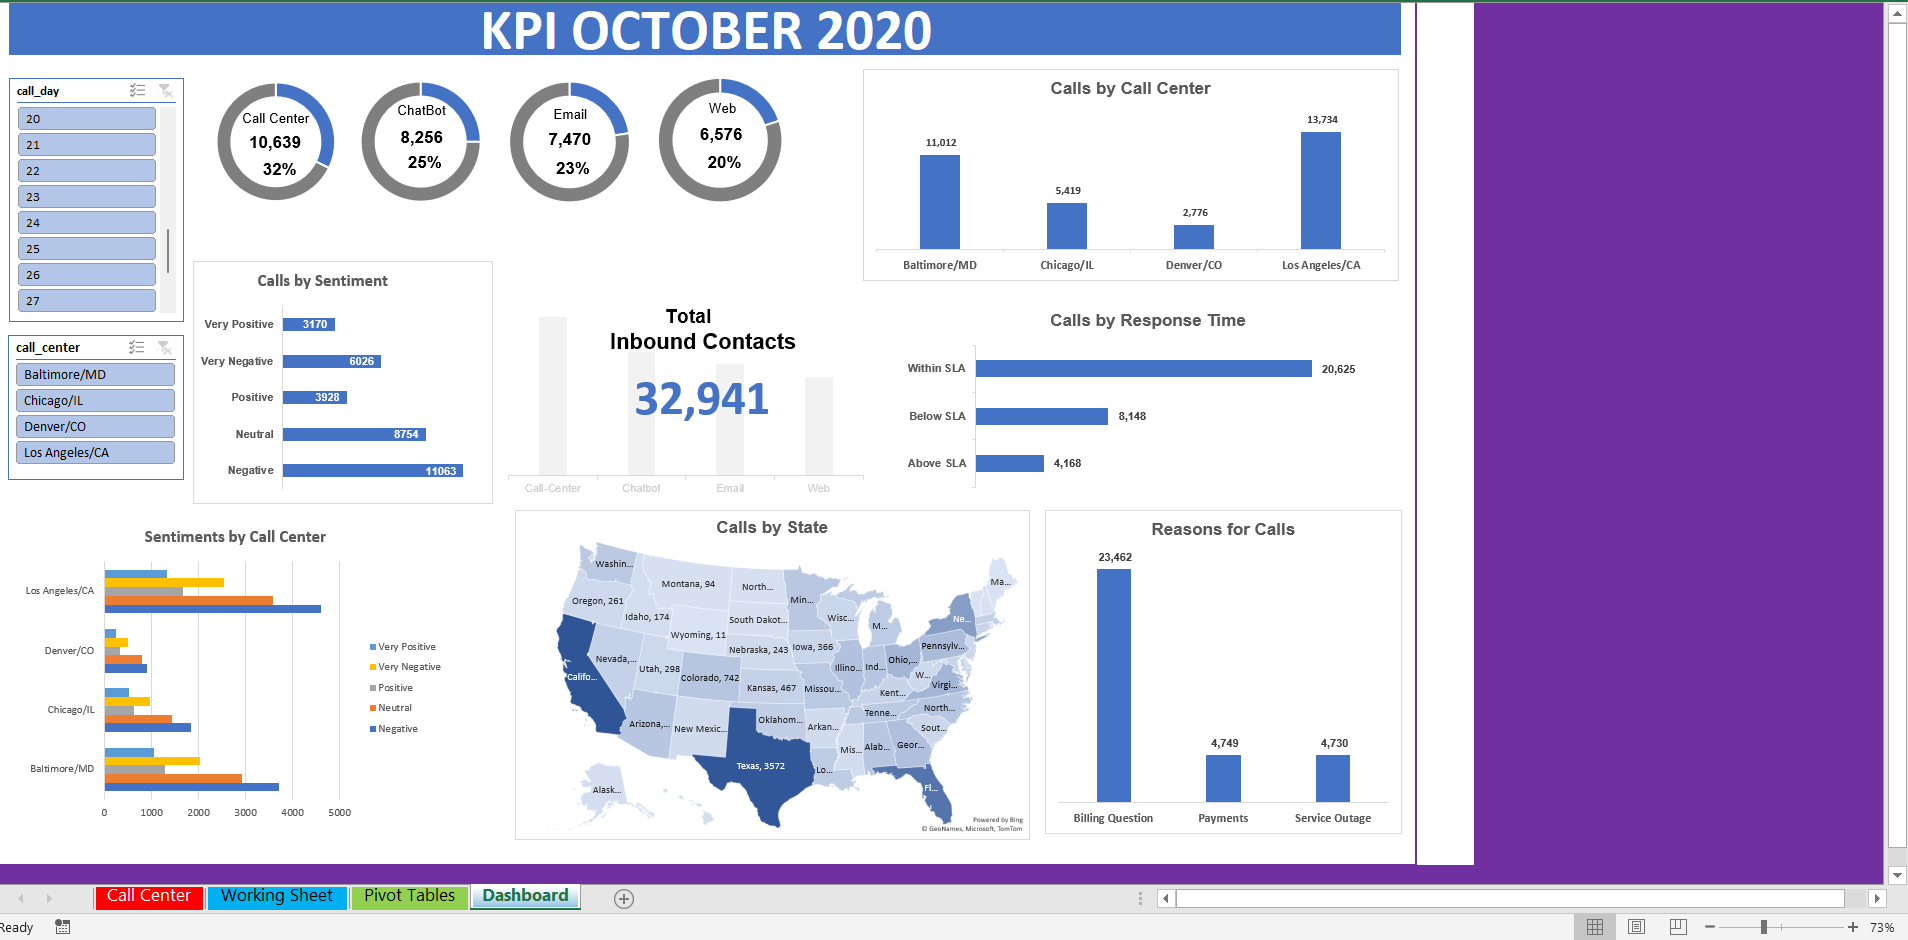 KPI OCTOBER 2020
call_day
20
21
22
23
24
25
26
27
call_center
Baltimore/MD
Chicago/IL
Denver/CO
Los Angeles/CA
Call Center
10,639
32%
ChatBot
8,256
25%
Email
7,470
23%
Web
6,576
20%
Calls by Call Center
11,012
5,419
2,776
13,734
Baltimore/MD
Chicago/IL
Denver/CO
Los Angeles/CA
Calls by Sentiment
Very Positive 3170
Very Negative 6026
Positive 3928
Neutral 8754
Negative 11063
Total
Inbound Contacts
32,941
Call-Center
Chatbot
Email
Web
Calls by Response Time
Within SLA 20,625
Below SLA 8,148
Above SLA 4,168
Sentiments by Call Center
Los Angeles/CA
Denver/CO
Chicago/IL
Baltimore/MD
0 1000 2000 3000 4000 5000
Very Positive
Very Negative
Positive
Neutral
Negative
Calls by State
Washin...
Montana, 94
North...
Min...
Ma...
Oregon, 261
Idaho, 174
South Dakot...
Wisc...
M...
Ne...
Wyoming, 11
Nebraska, 243
Iowa, 366
Pennsylv...
Nevada,...
Utah, 298
Colorado, 742
Illino...
Ind...
Ohio,...
W...
Virgi...
Califo...
Kansas, 467
Missou...
Kent...
North...
Arizona,...
New Mexic...
Oklahom...
Arkan...
Tenne...
Sout...
Mis...
Alab...
Geor...
Texas, 3572
Lo...
Fl...
Alask...
Powered by Bing
© GeoNames, Microsoft, TomTom
Reasons for Calls
23,462
4,749
4,730
Billing Question
Payments
Service Outage
Call Center
Working Sheet
Pivot Tables
Dashboard
Ready
73%